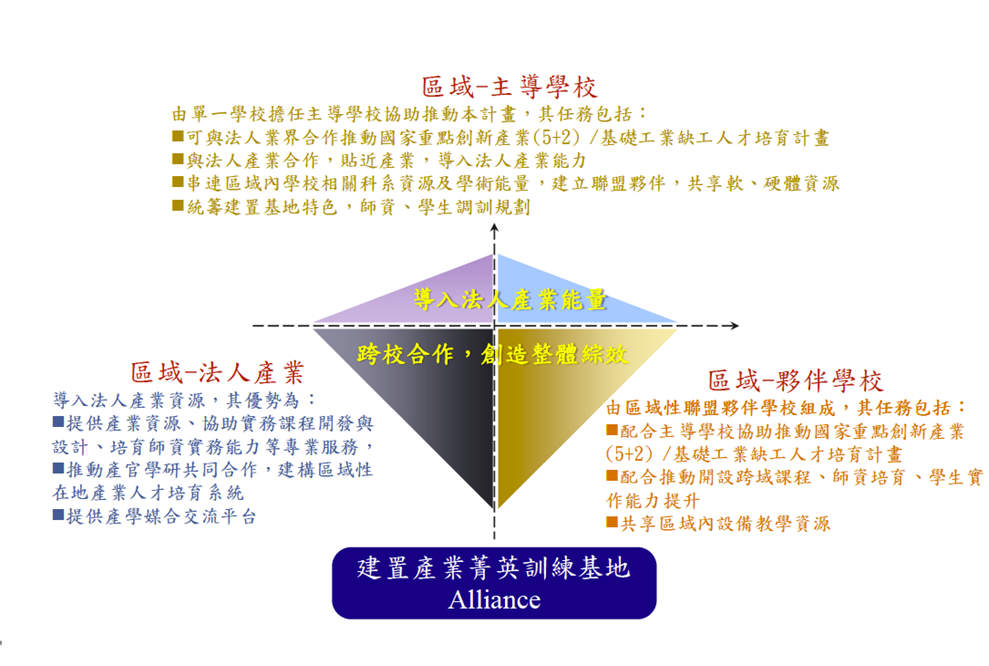 區域-主導學校
由單一學校擔任主導學校協助推動本計畫，其任務包括：
■可與法人業界合作推動國家重點創新產業(5+2) /基礎工業缺工人才培育計畫
■與法人產業合作，貼近產業，導入法人產業能力
■串連區域內學校相關科系資源及學術能量，建立聯盟夥伴，共享軟、硬體資源
■統籌建置基地特色，師資、學生調訓規劃
導入法人產業能量
跨校合作，創造整體綜效
區域-法人產業
導入法人產業資源，其優勢為：
■提供產業資源、協助實務課程開發與
設計、培育師資實務能力等專業服務，
■推動產官學研共同合作，建構區域性
在地產業人才培育系統
■提供產學媒合交流平台
區域-夥伴學校
由區域性聯盟夥伴學校組成，其任務包括：
■配合主導學校協助推動國家重點創新產業
(5+2) /基礎工業缺工人才培育計畫
■配合推動開設跨域課程、師資培育、學生實
作能力提升
■共享區域內設備教學資源
建置產業菁英訓練基地
Alliance